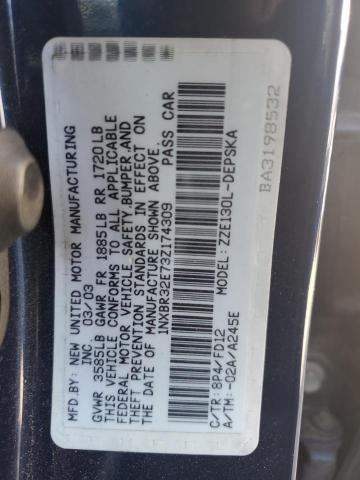 MFD BY: NEW UNITED MOTOR MANUFACTURING
INC 03/03
GVWR 3585LB GAWR FR 1885LB RR 1720LB
THIS VEHICLE CONFORMS TO ALL APPLICABLE
FEDERAL MOTOR VEHICLE SAFETY,BUMPER,AND
THEFT PREVENTION STANDARDS IN EFFECT ON
THE DATE OF MANUFACTURE SHOWN ABOVE.
1NXBR32E73Z174309 PASS CAR
MODEL: ZZE130L-DEPSKA
C/TR: 8P4/FD12
A/TM: -02A/A245E
BA3198532